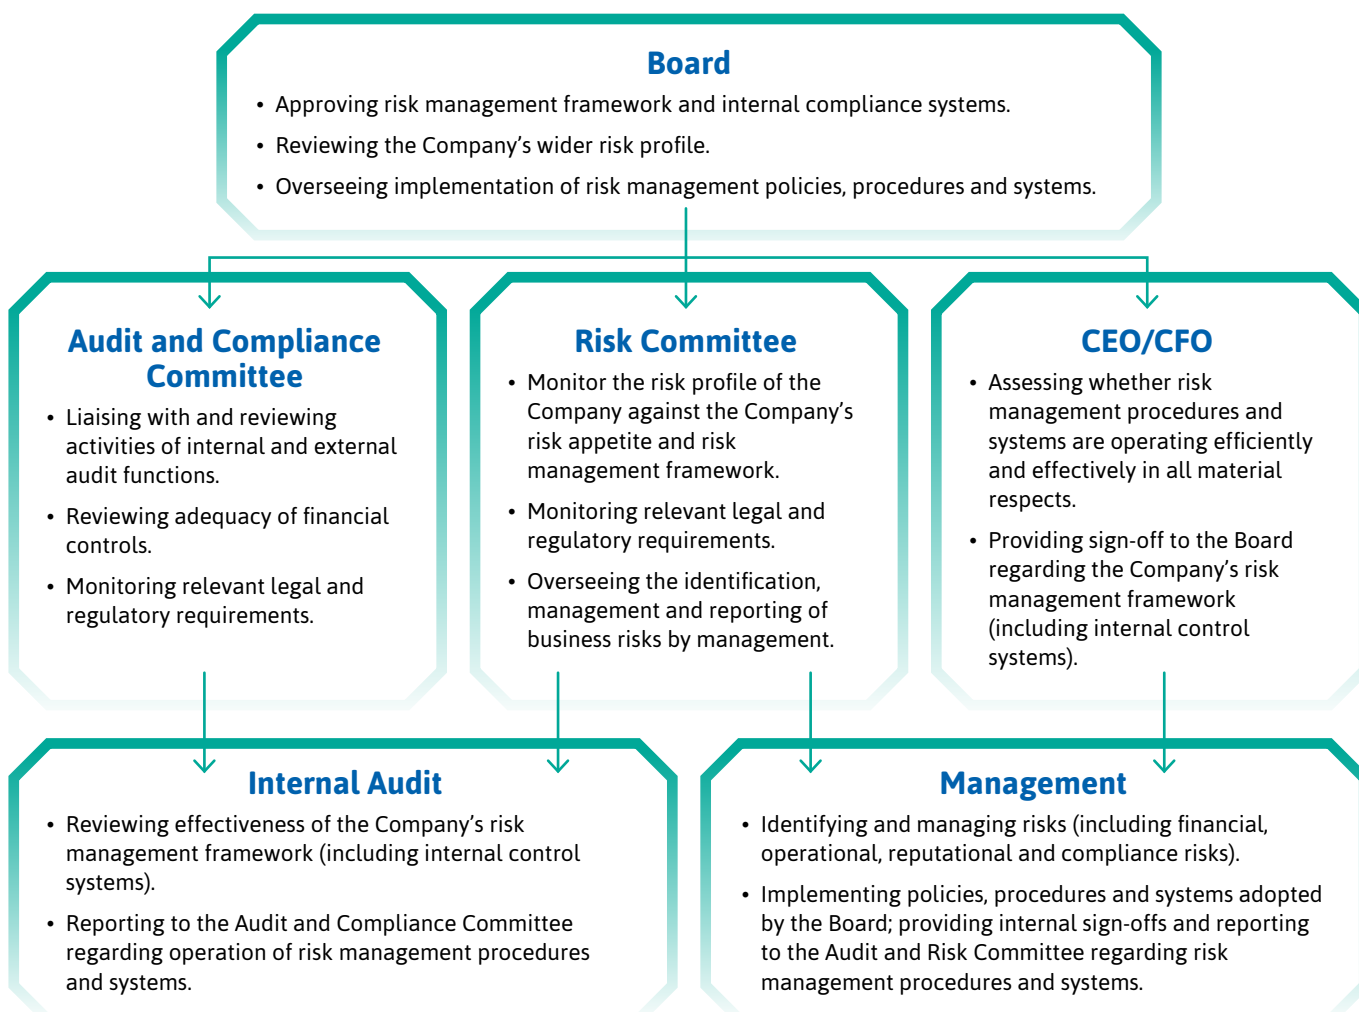 Board
• Approving risk management framework and internal compliance systems.
• Reviewing the Company’s wider risk profile.
• Overseeing implementation of risk management policies, procedures and systems.
Audit and Compliance
Committee
• Liaising with and reviewing
activities of internal and external
audit functions.
• Reviewing adequacy of financial
controls.
• Monitoring relevant legal and
regulatory requirements.
Risk Committee
• Monitor the risk profile of the
Company against the Company’s
risk appetite and risk
management framework.
• Monitoring relevant legal and
regulatory requirements.
• Overseeing the identification,
management and reporting of
business risks by management.
CEO/CFO
• Assessing whether risk
management procedures and
systems are operating efficiently
and effectively in all material
respects.
• Providing sign-off to the Board
regarding the Company’s risk
management framework
(including internal control
systems).
Internal Audit
• Reviewing effectiveness of the Company’s risk
management framework (including internal control
systems).
• Reporting to the Audit and Compliance Committee
regarding operation of risk management procedures
and systems.
Management
• Identifying and managing risks (including financial,
operational, reputational and compliance risks).
• Implementing policies, procedures and systems adopted
by the Board; providing internal sign-offs and reporting
to the Audit and Risk Committee regarding risk
management procedures and systems.